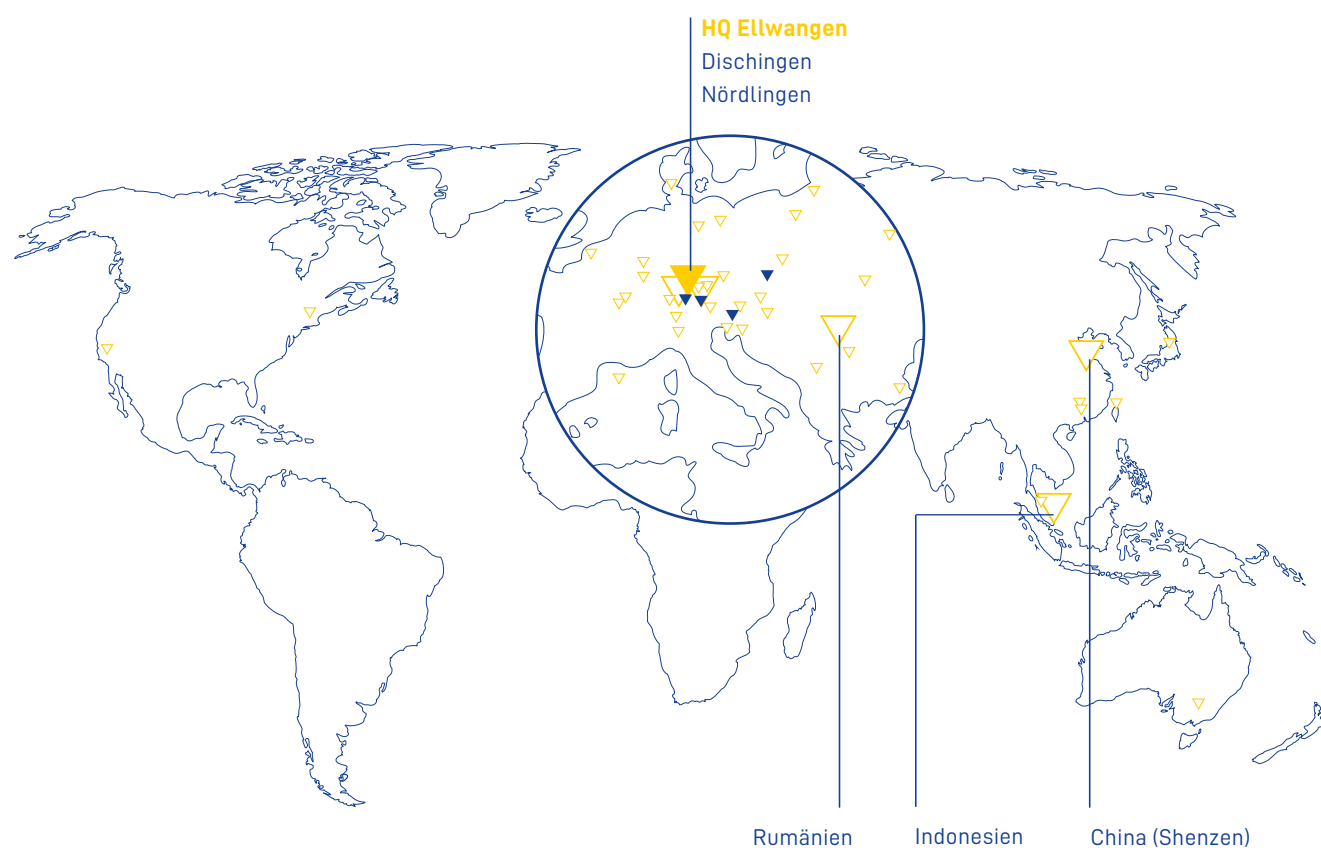 HQ Ellwangen
Dischingen
Nördlingen
Rumänien
Indonesien
China (Shenzen)